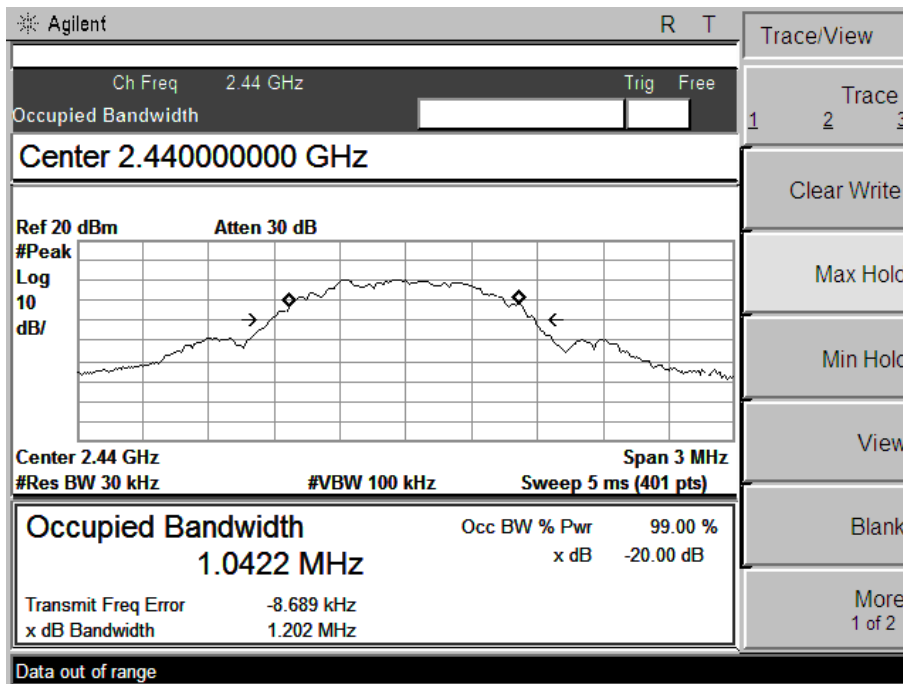 Agilent R T
Ch Freq 2.44 GHz Trig Free
Occupied Bandwidth
Center 2.440000000 GHz
Ref 20 dBm Atten 30 dB
#Peak
Log
10
dB/
Center 2.44 GHz Span 3 MHz
#Res BW 30 kHz #VBW 100 kHz Sweep 5 ms (401 pts)
Occupied Bandwidth Occ BW % Pwr 99.00 %
1.0422 MHz x dB -20.00 dB
Transmit Freq Error -8.689 kHz
x dB Bandwidth 1.202 MHz
Data out of range
Trace/View
Trace
1 2 3
Clear Write
Max Hold
Min Hold
View
Blank
More
1 of 2